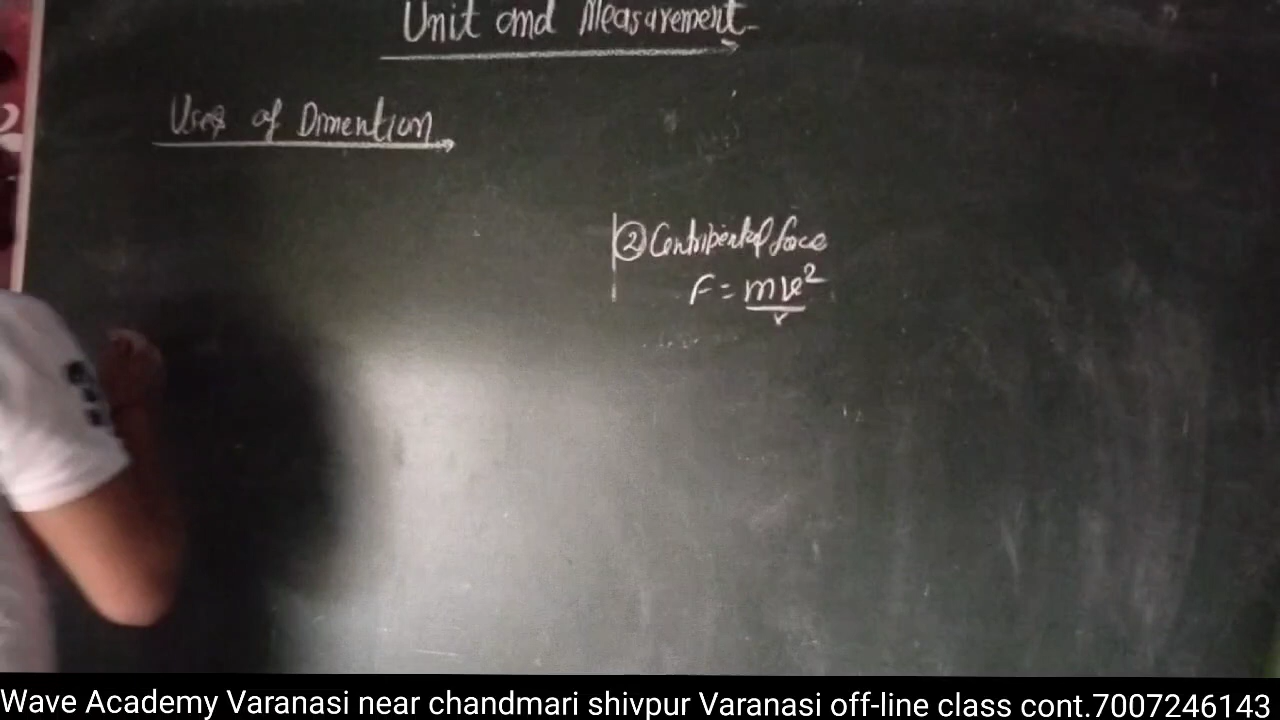 Unit and Measurement
Uses of Dimention
② Centripental force
F = mv²
r
Wave Academy Varanasi near chandmari shivpur Varanasi off-line class cont.7007246143